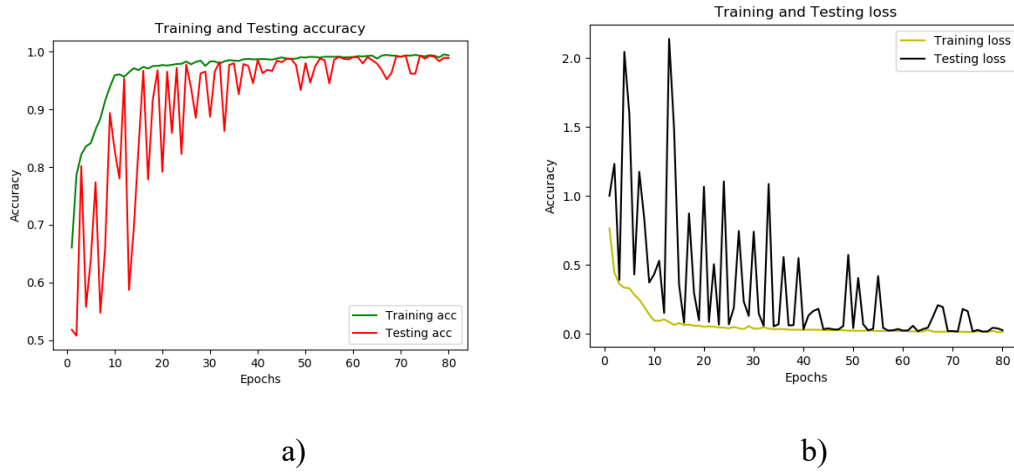 Training and Testing accuracy
1.0
0.9
0.8
0.7
0.6
0.5
Accuracy
Training acc
Testing acc
0 10 20 30 40 50 60 70 80
Epochs
a)
Training and Testing loss
Training loss
Testing loss
2.0
1.5
1.0
0.5
0.0
Accuracy
0 10 20 30 40 50 60 70 80
Epochs
b)